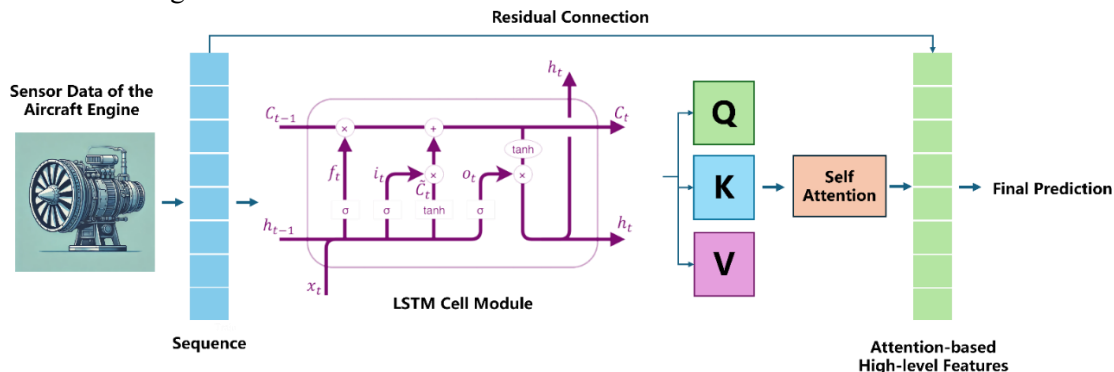 Residual Connection
Sensor Data of the
Aircraft Engine
h_t
C_{t-1}
C_t
×
+
tanh
f_t
i_t
×
o_t
×
C̃_t
σ
σ
tanh
σ
h_{t-1}
h_t
x_t
LSTM Cell Module
Q
K
V
Self
Attention
Final Prediction
Sequence
Attention-based
High-level Features